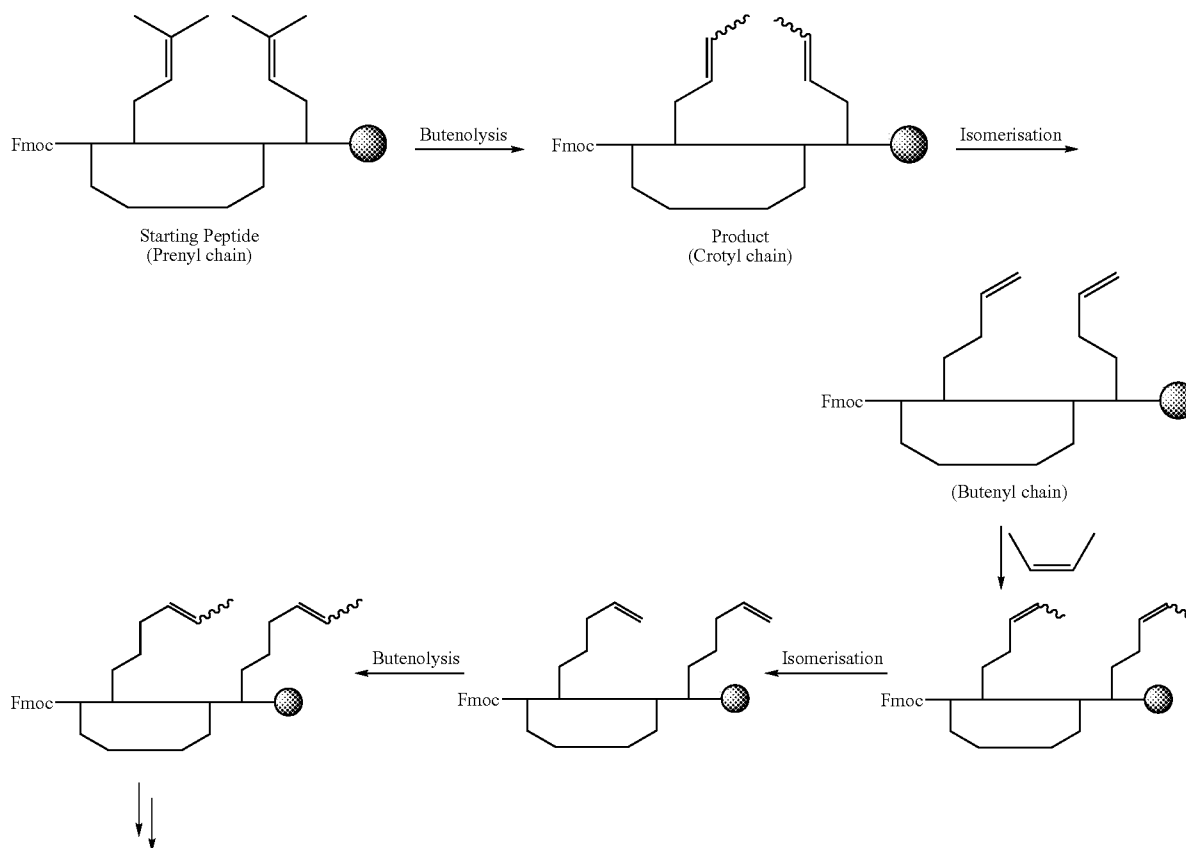 Fmoc
Butenolysis
Fmoc
Isomerisation
Starting Peptide
(Prenyl chain)
Product
(Crotyl chain)
Fmoc
(Butenyl chain)
Fmoc
Butenolysis
Fmoc
Isomerisation
Fmoc